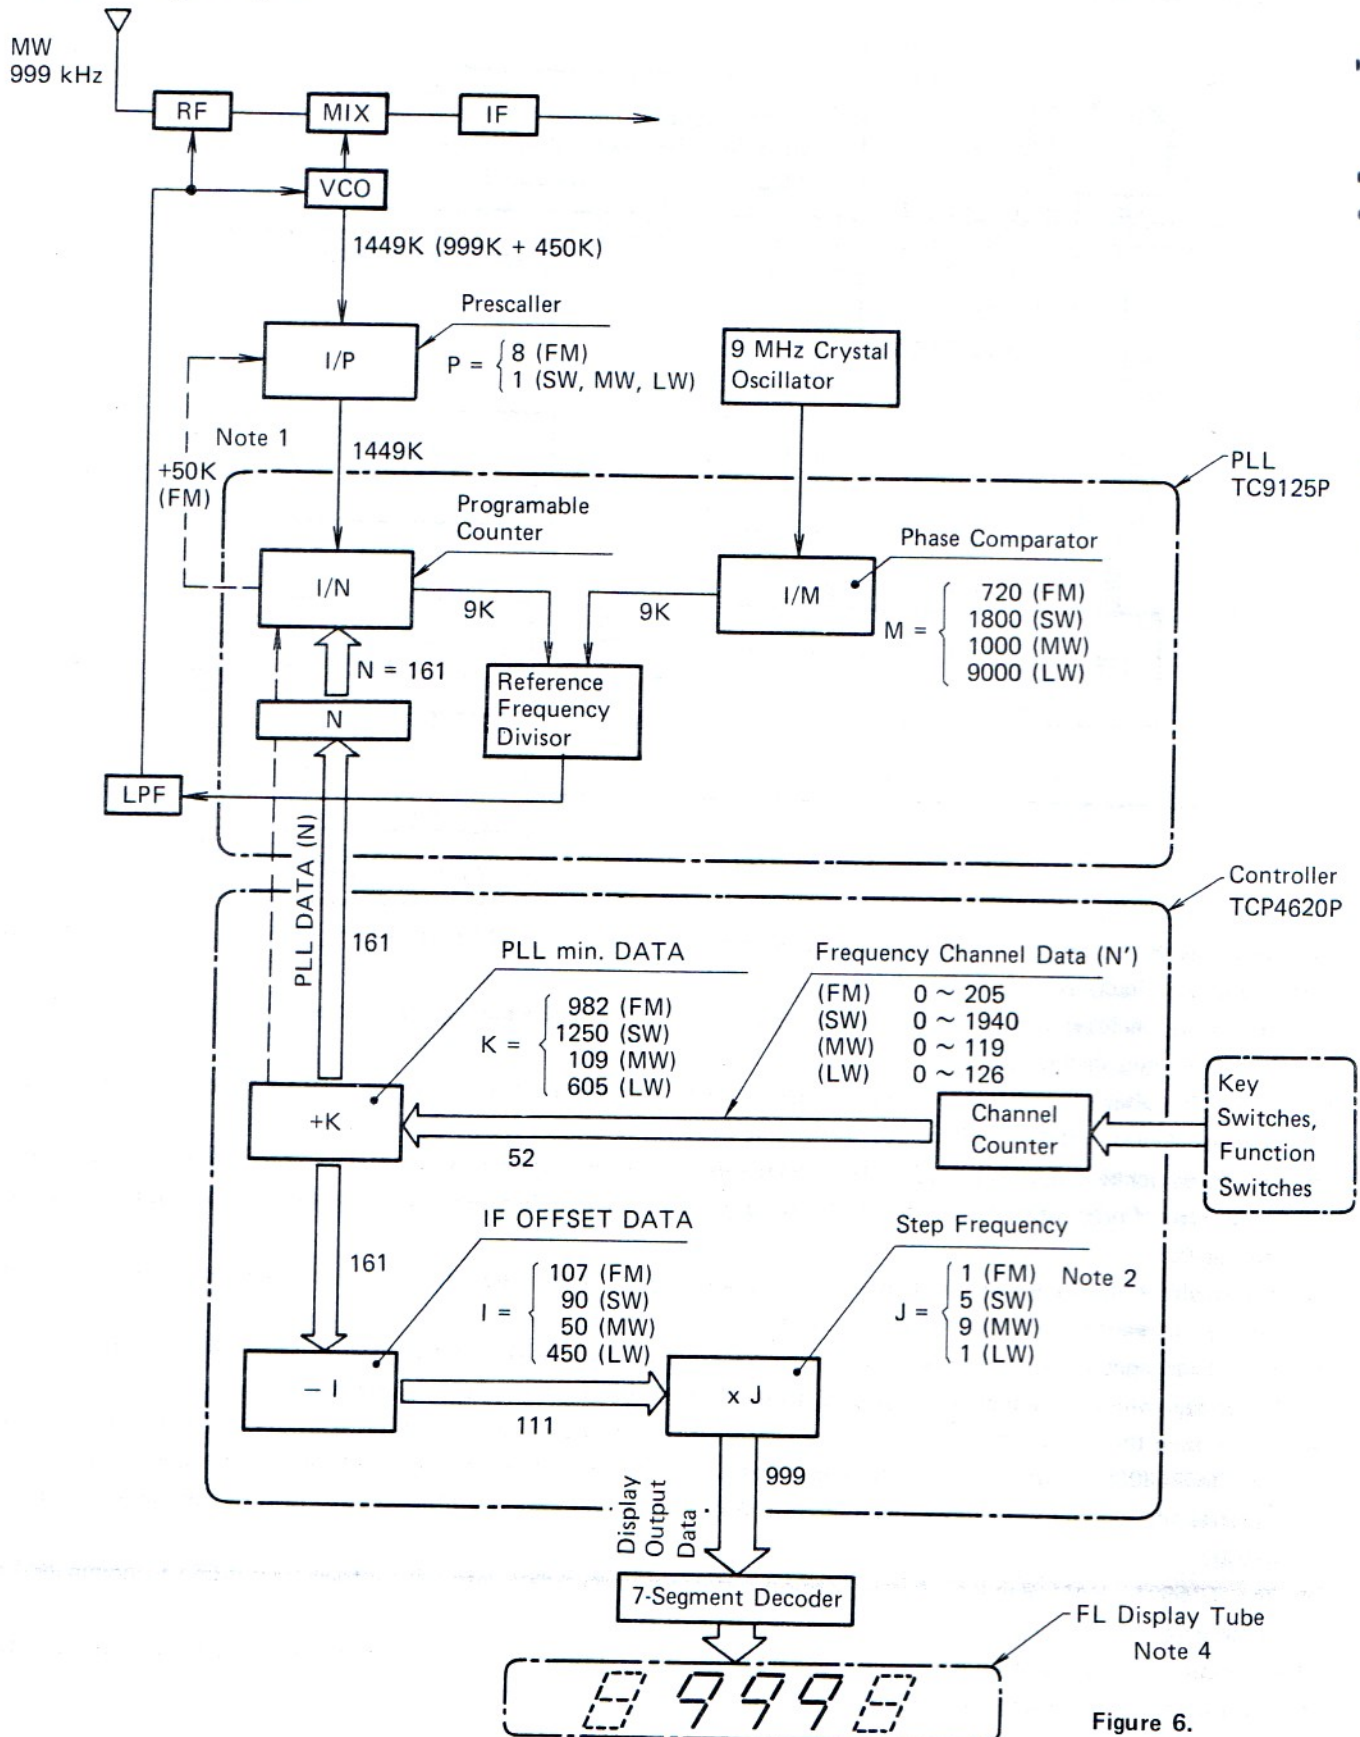 MW
999 kHz
RF
MIX
IF
VCO
1449K (999K + 450K)
Prescaller
I/P
P = 8 (FM)
1 (SW, MW, LW)
9 MHz Crystal
Oscillator
Note 1
1449K
+50K
(FM)
PLL
TC9125P
Programable
Counter
Phase Comparator
I/N
9K
9K
I/M
M = 720 (FM)
1800 (SW)
1000 (MW)
9000 (LW)
N = 161
N
Reference
Frequency
Divisor
LPF
PLL DATA (N)
161
Controller
TCP4620P
PLL min. DATA
K = 982 (FM)
1250 (SW)
109 (MW)
605 (LW)
Frequency Channel Data (N')
(FM) 0 ~ 205
(SW) 0 ~ 1940
(MW) 0 ~ 119
(LW) 0 ~ 126
+K
52
Channel
Counter
Key
Switches,
Function
Switches
161
IF OFFSET DATA
I = 107 (FM)
90 (SW)
50 (MW)
450 (LW)
Step Frequency
J = 1 (FM) Note 2
5 (SW)
9 (MW)
1 (LW)
– I
111
x J
999
Display
Output
Data
7-Segment Decoder
FL Display Tube
Note 4
999
Figure 6.